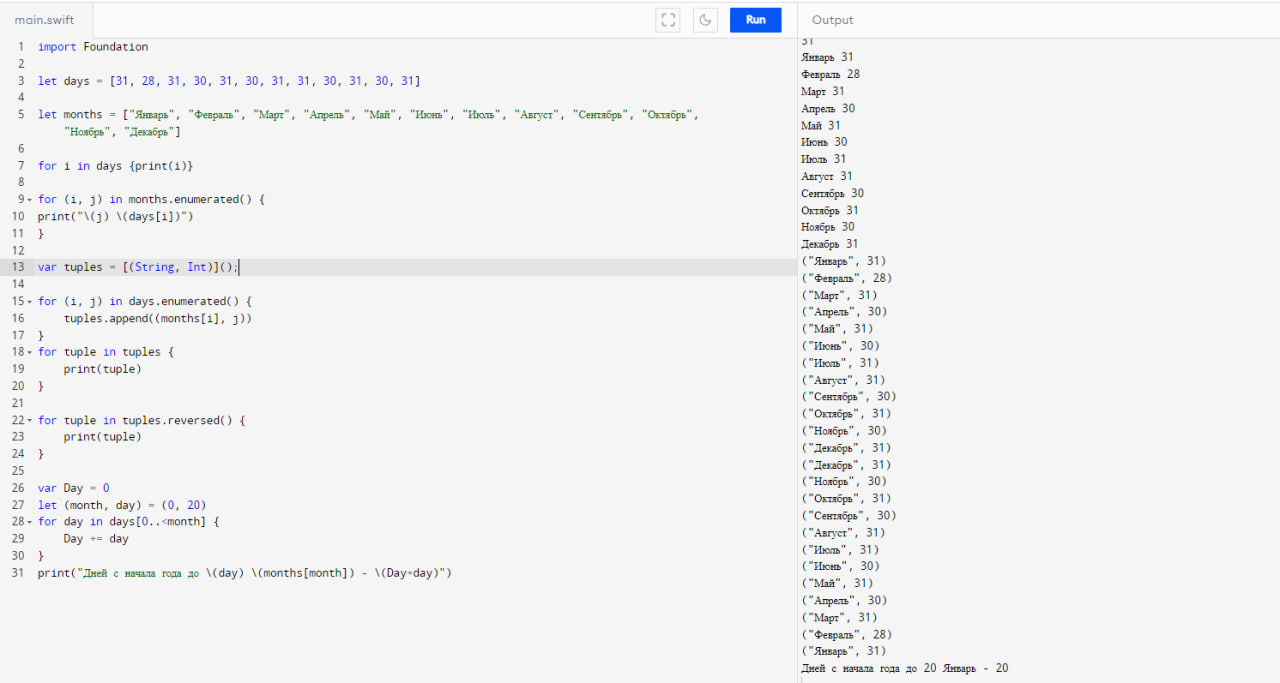 main.swift
Run
Output
1 import Foundation
2
3 let days = [31, 28, 31, 30, 31, 30, 31, 31, 30, 31, 30, 31]
4
5 let months = ["Январь", "Февраль", "Март", "Апрель", "Май", "Июнь", "Июль", "Август", "Сентябрь", "Октябрь",
"Ноябрь", "Декабрь"]
6
7 for i in days {print(i)}
8
9 for (i, j) in months.enumerated() {
10 print("\(j) \(days[i])")
11 }
12
13 var tuples = [(String, Int)]();
14
15 for (i, j) in days.enumerated() {
16 tuples.append((months[i], j))
17 }
18 for tuple in tuples {
19 print(tuple)
20 }
21
22 for tuple in tuples.reversed() {
23 print(tuple)
24 }
25
26 var Day = 0
27 let (month, day) = (0, 20)
28 for day in days[0..<month] {
29 Day += day
30 }
31 print("Дней с начала года до \(day) \(months[month]) - \(Day+day)")
31
Январь 31
Февраль 28
Март 31
Апрель 30
Май 31
Июнь 30
Июль 31
Август 31
Сентябрь 30
Октябрь 31
Ноябрь 30
Декабрь 31
("Январь", 31)
("Февраль", 28)
("Март", 31)
("Апрель", 30)
("Май", 31)
("Июнь", 30)
("Июль", 31)
("Август", 31)
("Сентябрь", 30)
("Октябрь", 31)
("Ноябрь", 30)
("Декабрь", 31)
("Декабрь", 31)
("Ноябрь", 30)
("Октябрь", 31)
("Сентябрь", 30)
("Август", 31)
("Июль", 31)
("Июнь", 30)
("Май", 31)
("Апрель", 30)
("Март", 31)
("Февраль", 28)
("Январь", 31)
Дней с начала года до 20 Январь - 20